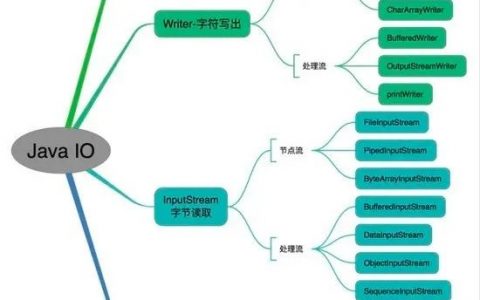 CharArrayWriter
Writer-字符写出
BufferedWriter
处理流
OutputStreamWriter
printWriter
Java IO
FileInputStream
节点流
PipedInputStream
ByteArrayInputStream
InputStream
字节读取
BufferedInputStream
DataInputStream
处理流
ObjectInputStream
SequenceInputStream